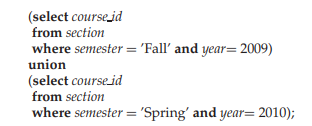 (select course_id
from section
where semester = ’Fall’ and year= 2009)
union
(select course_id
from section
where semester = ’Spring’ and year= 2010);